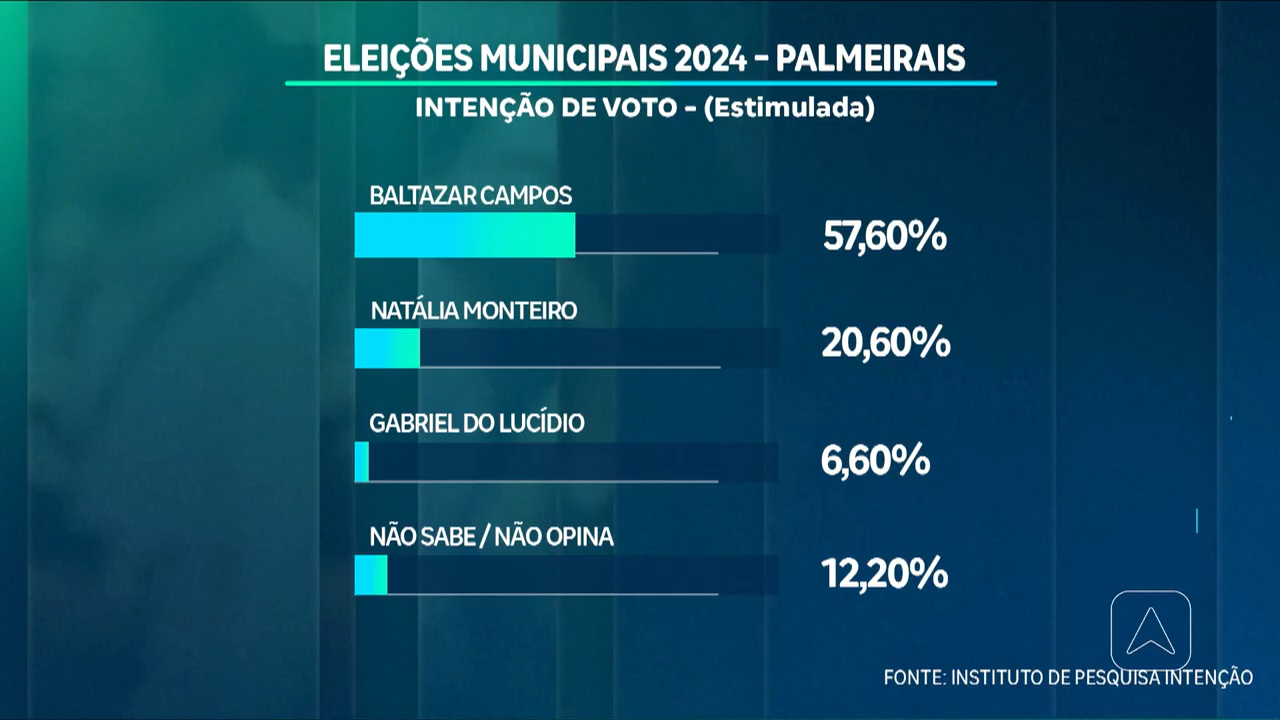 ELEIÇÕES MUNICIPAIS 2024 - PALMEIRAIS
INTENÇÃO DE VOTO - (Estimulada)
BALTAZAR CAMPOS
57,60%
NATÁLIA MONTEIRO
20,60%
GABRIEL DO LUCÍDIO
6,60%
NÃO SABE / NÃO OPINA
12,20%
FONTE: INSTITUTO DE PESQUISA INTENÇÃO